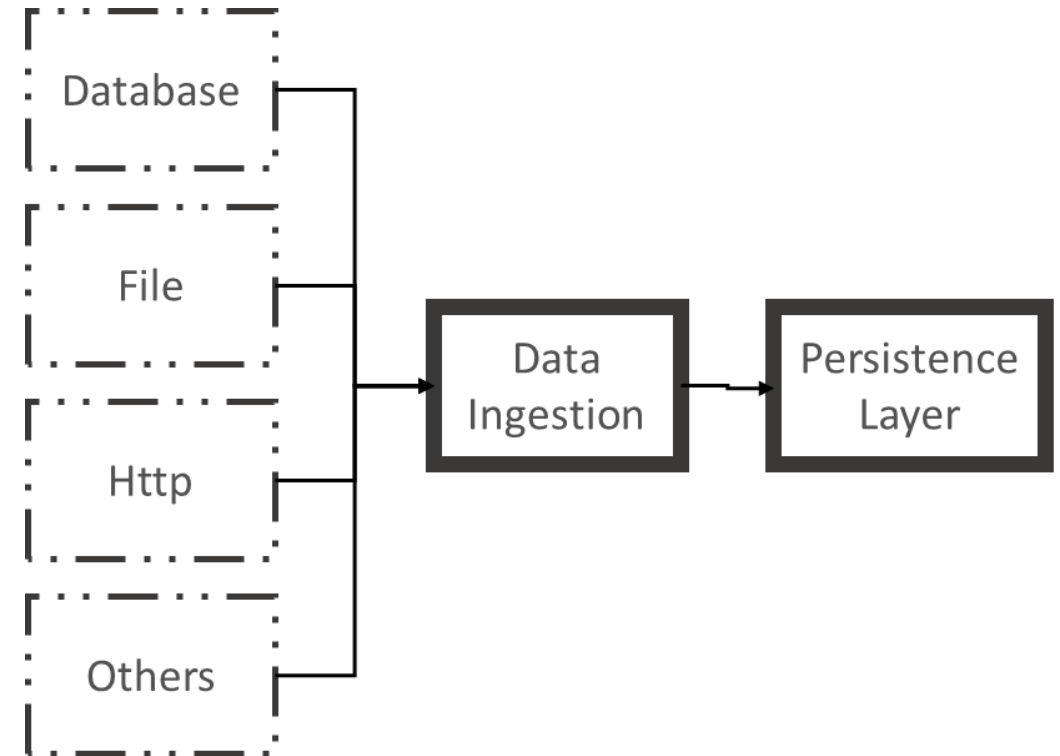 Database
File
Http
Others
Data
Ingestion
Persistence
Layer